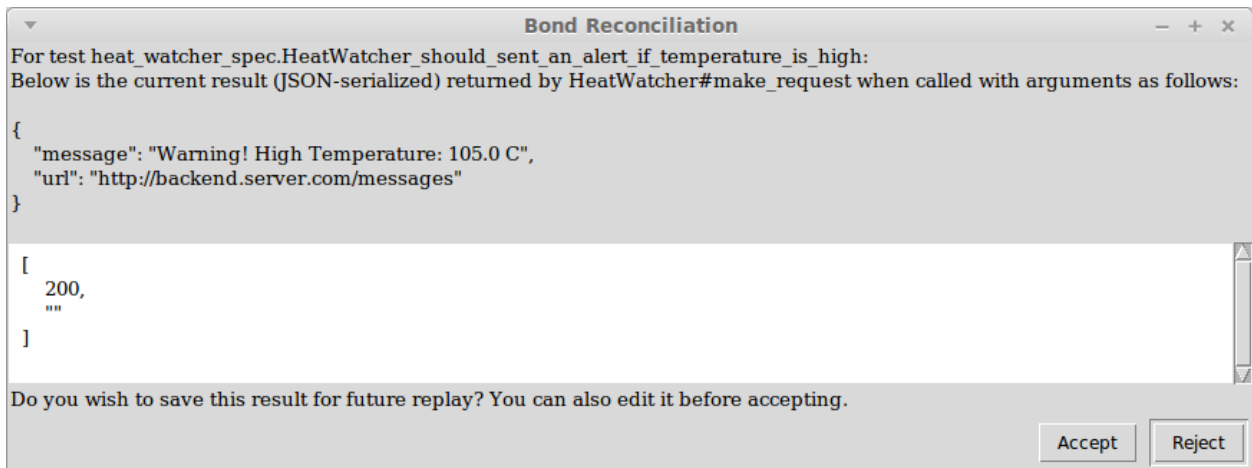 Bond Reconciliation
For test heat_watcher_spec.HeatWatcher_should_sent_an_alert_if_temperature_is_high:
Below is the current result (JSON-serialized) returned by HeatWatcher#make_request when called with arguments as follows:
{
"message": "Warning! High Temperature: 105.0 C",
"url": "http://backend.server.com/messages"
}
[
200,
""
]
Do you wish to save this result for future replay? You can also edit it before accepting.
Accept Reject